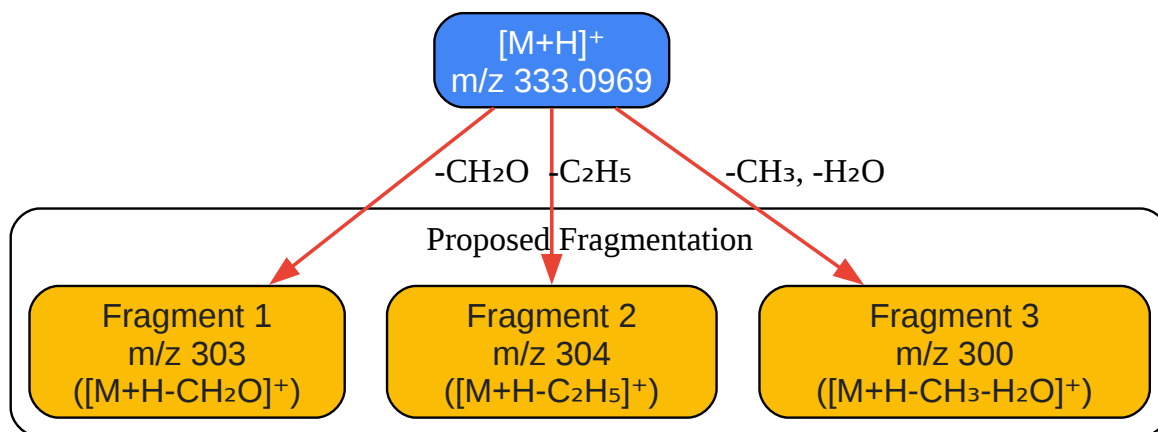 [M+H]⁺
m/z 333.0969
-CH₂O
-C₂H₅
-CH₃, -H₂O
Proposed Fragmentation
Fragment 1
m/z 303
([M+H-CH₂O]⁺)
Fragment 2
m/z 304
([M+H-C₂H₅]⁺)
Fragment 3
m/z 300
([M+H-CH₃-H₂O]⁺)